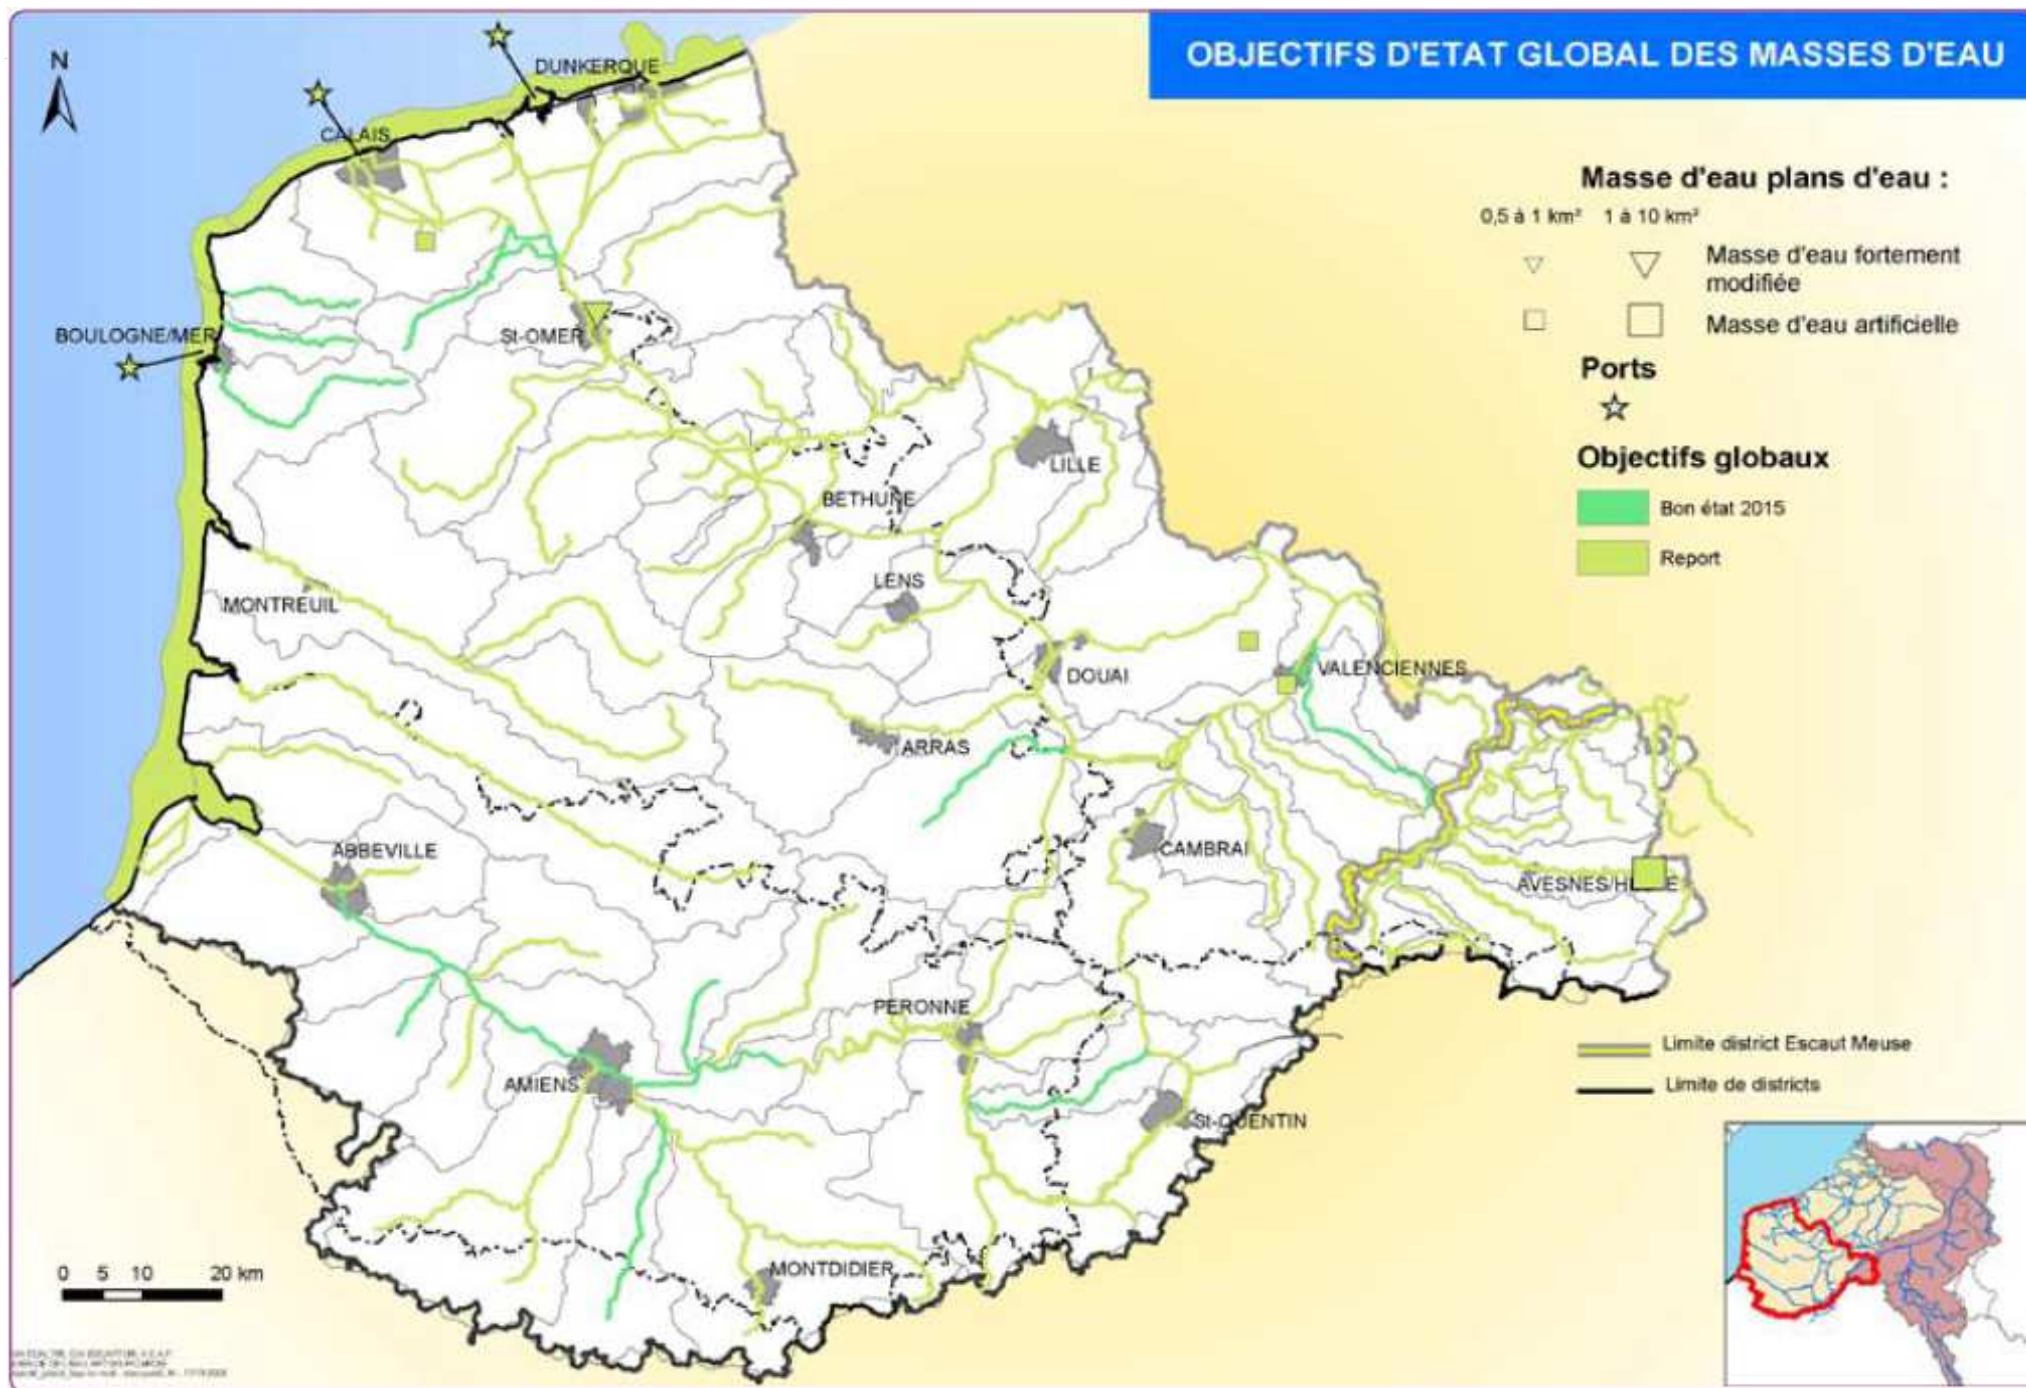 OBJECTIFS D'ETAT GLOBAL DES MASSES D'EAU
N
DUNKERQUE
CALAIS
BOULOGNE/MER
St-OMER
LILLE
BETHUNE
LENS
MONTREUIL
DOUAI
VALENCIENNES
ARRAS
CAMBRAI
ABBEVILLE
PERONNE
AMIENS
St-QUENTIN
MONTDIDIER
Masse d'eau plans d'eau :
0,5 à 1 km² 1 à 10 km²
Masse d'eau fortement
modifiée
Masse d'eau artificielle
Ports
Objectifs globaux
Bon état 2015
Report
Limite district Escaut Meuse
Limite de districts
0 5 10 20 km